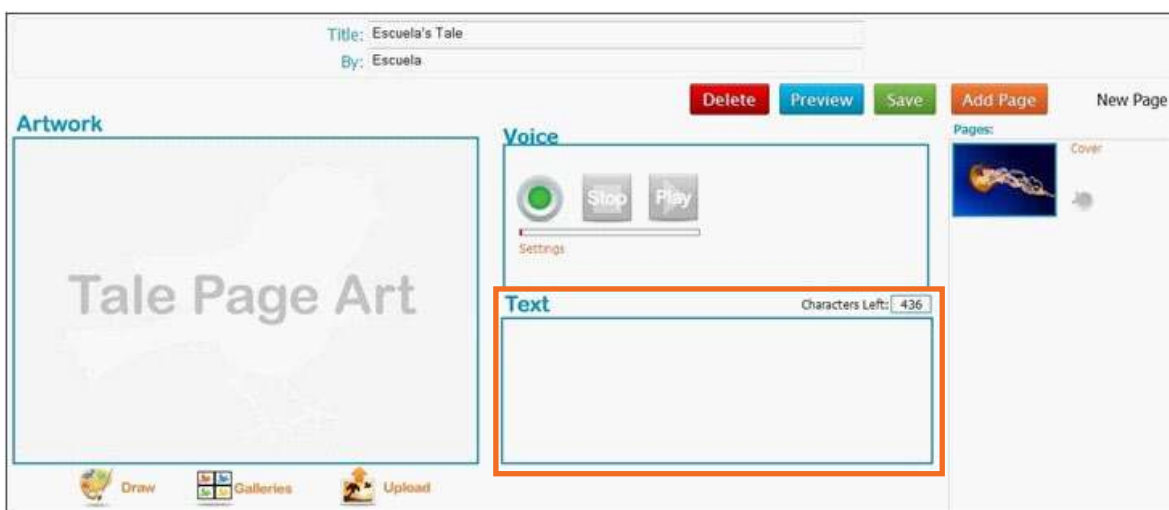 Title: Escuela's Tale
By: Escuela
Delete Preview Save Add Page New Page
Artwork
Voice
Pages:
Cover
Stop Play
Settings
Tale Page Art
Text Characters Left: 436
Draw Galleries Upload